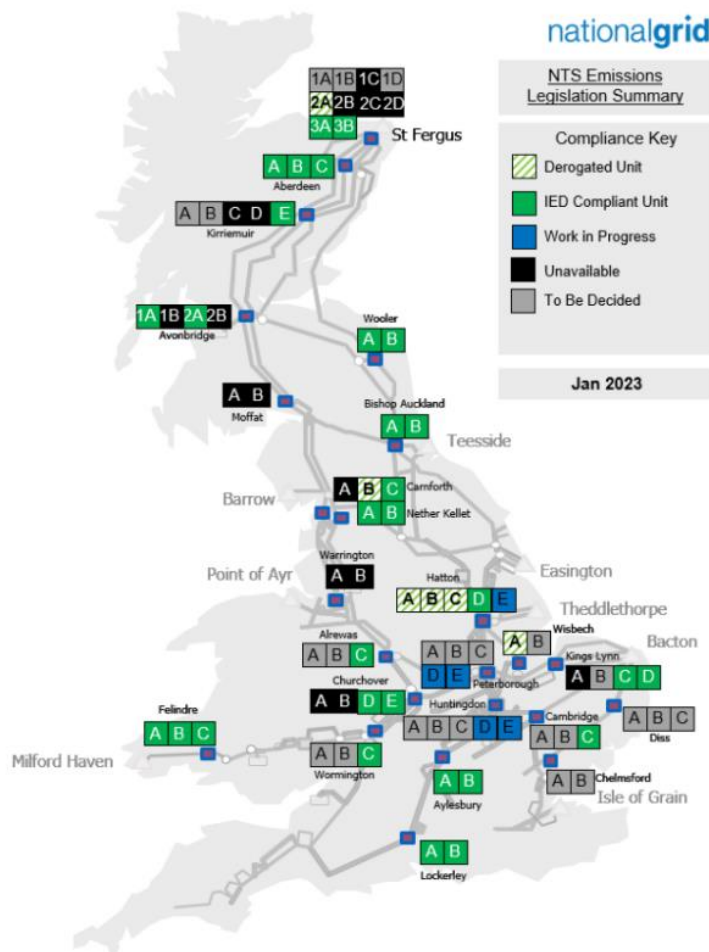 nationalgrid
NTS Emissions
Legislation Summary
Compliance Key
Derogated Unit
IED Compliant Unit
Work in Progress
Unavailable
To Be Decided
Jan 2023
1A 1B 1C 1D
2A 2B 2C 2D
3A 3B
St Fergus
A B C
Aberdeen
A B C D E
Kirriemuir
1A 1B 2A 2B
Avonbridge
Wooler
A B
A B
Moffat
Bishop Auckland
A B
Teesside
A B C
Carnforth
A B
Nether Kellet
Barrow
Warrington
A B
Point of Ayr
Hatton
A B C D E
Easington
Theddlethorpe
Wisbech
A B
Bacton
Alrewas
A B C
A B C
D E
Peterborough
Kings Lynn
A B C D
Churchover
A B D E
Huntingdon
A B C D E
Cambridge
A B C
A B C
Diss
Felindre
A B C
Milford Haven
A B C
Wormington
A B
Aylesbury
A B
Chelmsford
Isle of Grain
A B
Lockerley